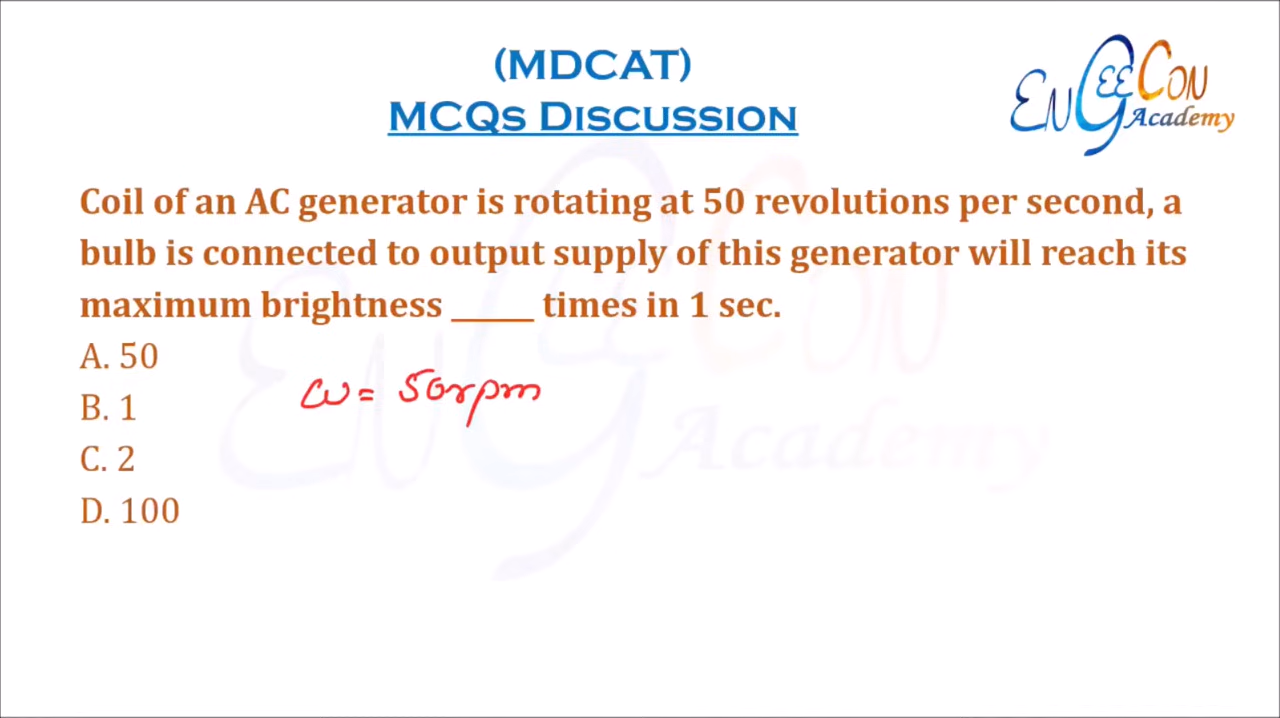 (MDCAT)
MCQs Discussion
EnGeeCon
Academy
Coil of an AC generator is rotating at 50 revolutions per second, a
bulb is connected to output supply of this generator will reach its
maximum brightness _____ times in 1 sec.
A. 50
ω = 50rpm
B. 1
C. 2
D. 100